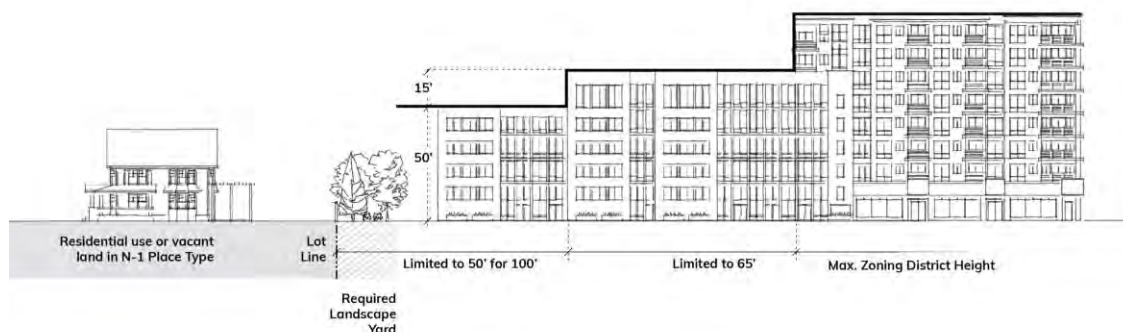 15'
50'
Residential use or vacant
land in N-1 Place Type
Lot
Line
Limited to 50' for 100'
Limited to 65'
Max. Zoning District Height
Required
Landscape
Yard